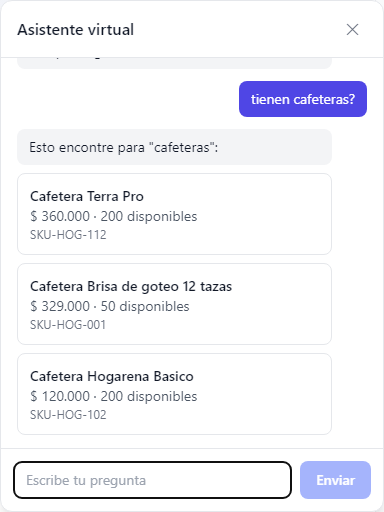 Asistente virtual
tienen cafeteras?
Esto encontre para "cafeteras":
Cafetera Terra Pro
$ 360.000 · 200 disponibles
SKU-HOG-112
Cafetera Brisa de goteo 12 tazas
$ 329.000 · 50 disponibles
SKU-HOG-001
Cafetera Hogarena Basico
$ 120.000 · 200 disponibles
SKU-HOG-102
Escribe tu pregunta
Enviar